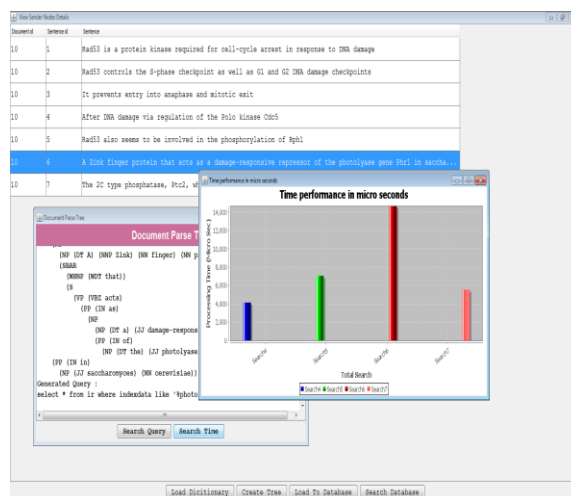 View Sender Nodes Details
Document Id Sentence Id Sentence
10 1 Rad53 is a protein kinase required for cell-cycle arrest in response to DNA damage
10 2 Rad53 controls the S-phase checkpoint as well as G1 and G2 DNA damage checkpoints
10 3 It prevents entry into anaphase and mitotic exit
10 4 After DNA damage via regulation of the Polo kinase Cdc5
10 5 Rad53 also seems to be involved in the phosphorylation of Rph1
10 6 A Zink finger protein that acts as a damage-responsive repressor of the photolyase gene Phr1 in saccha...
10 7 The 2C type phosphatase, Ptc2, w
Time performance in micro seconds
Time performance in micro seconds
Processing Time (Micro Sec)
14,000
12,000
10,000
8,000
6,000
4,000
2,000
0
Search4 Search5 Search6 Search7
Total Search
Search4 Search5 Search6 Search7
Document Parse Tree
Document Parse T
(NP (DT A) (NNP Zink) (NN finger) (NN p
(SBAR
(WHNP (WDT that))
(S
(VP (VBZ acts)
(PP (IN as)
(NP
(NP (DT a) (JJ damage-respons
(PP (IN of)
(NP (DT the) (JJ photolyase
(PP (IN in)
(NP (JJ saccharomyces) (NN cerevisiae))
Generated Query :
select * from ir where indexdata like '%photo
Search Query Search Time
Load Dicitionary Create Tree Load To Database Search Database